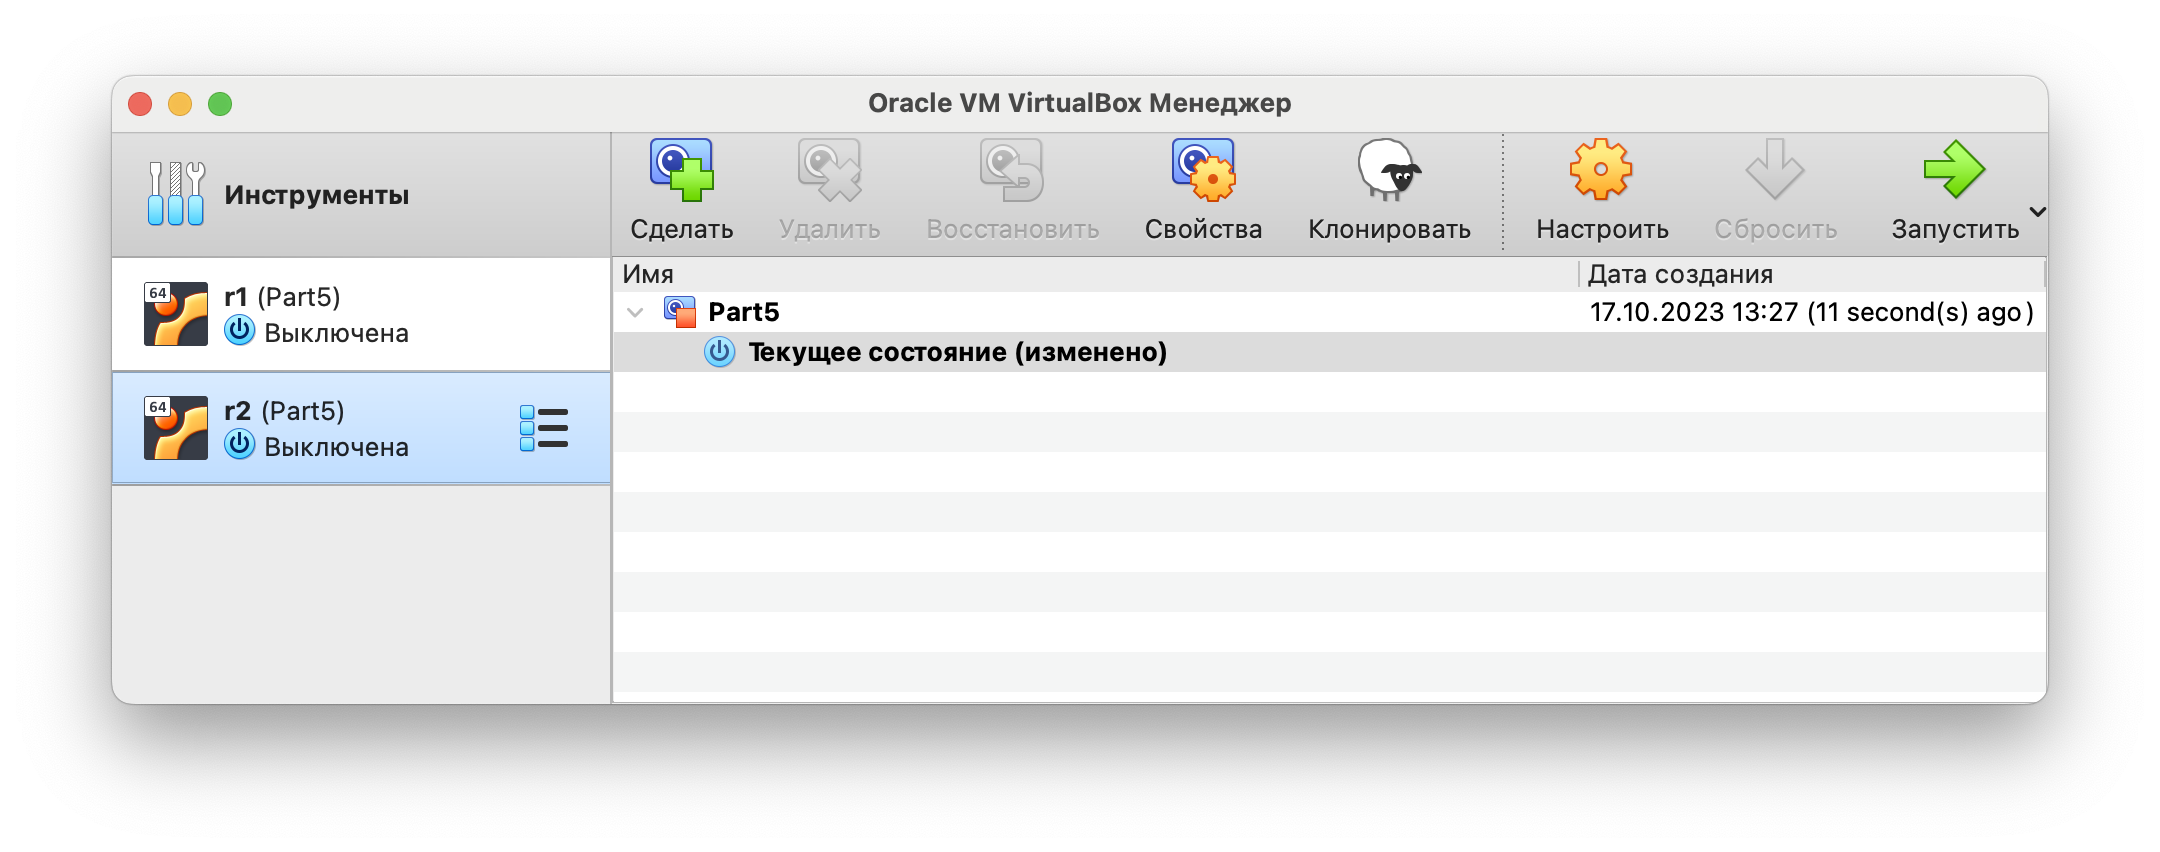 Oracle VM VirtualBox Менеджер
Инструменты
Сделать
Удалить
Восстановить
Свойства
Клонировать
Настроить
Сбросить
Запустить
64
r1 (Part5)
Выключена
64
r2 (Part5)
Выключена
Имя
Дата создания
Part5
17.10.2023 13:27 (11 second(s) ago)
Текущее состояние (изменено)